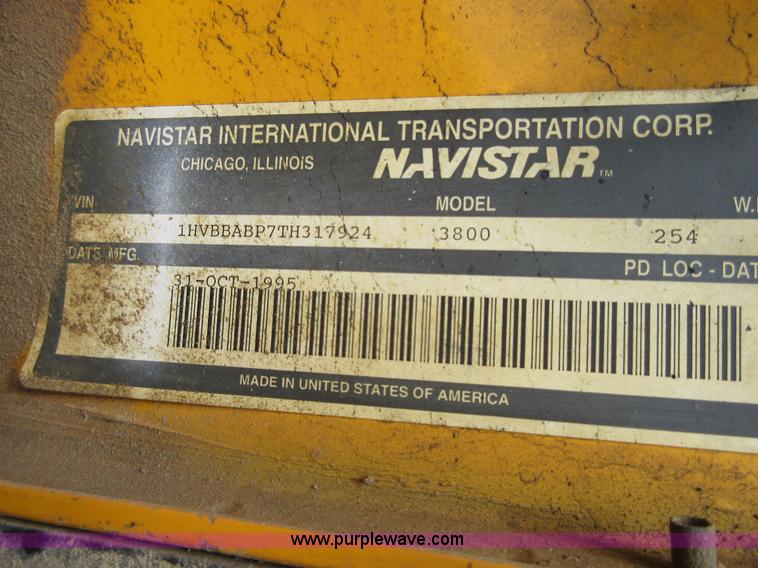 NAVISTAR INTERNATIONAL TRANSPORTATION CORP.
CHICAGO, ILLINOIS NAVISTAR TM
VIN MODEL W.
1HVBBABP7TH317924 3800 254
DATE MFG. PD LOC - DAT
31-OCT-1995
MADE IN UNITED STATES OF AMERICA
www.purplewave.com